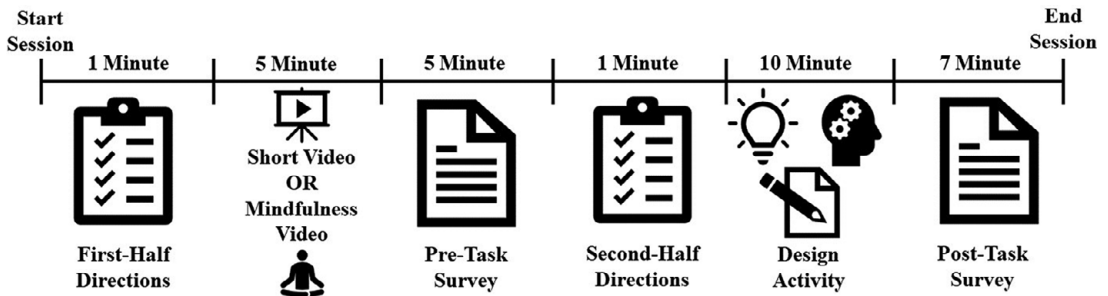 Start
Session
End
Session
1 Minute
5 Minute
5 Minute
1 Minute
10 Minute
7 Minute
First-Half
Directions
Short Video
OR
Mindfulness
Video
Pre-Task
Survey
Second-Half
Directions
Design
Activity
Post-Task
Survey